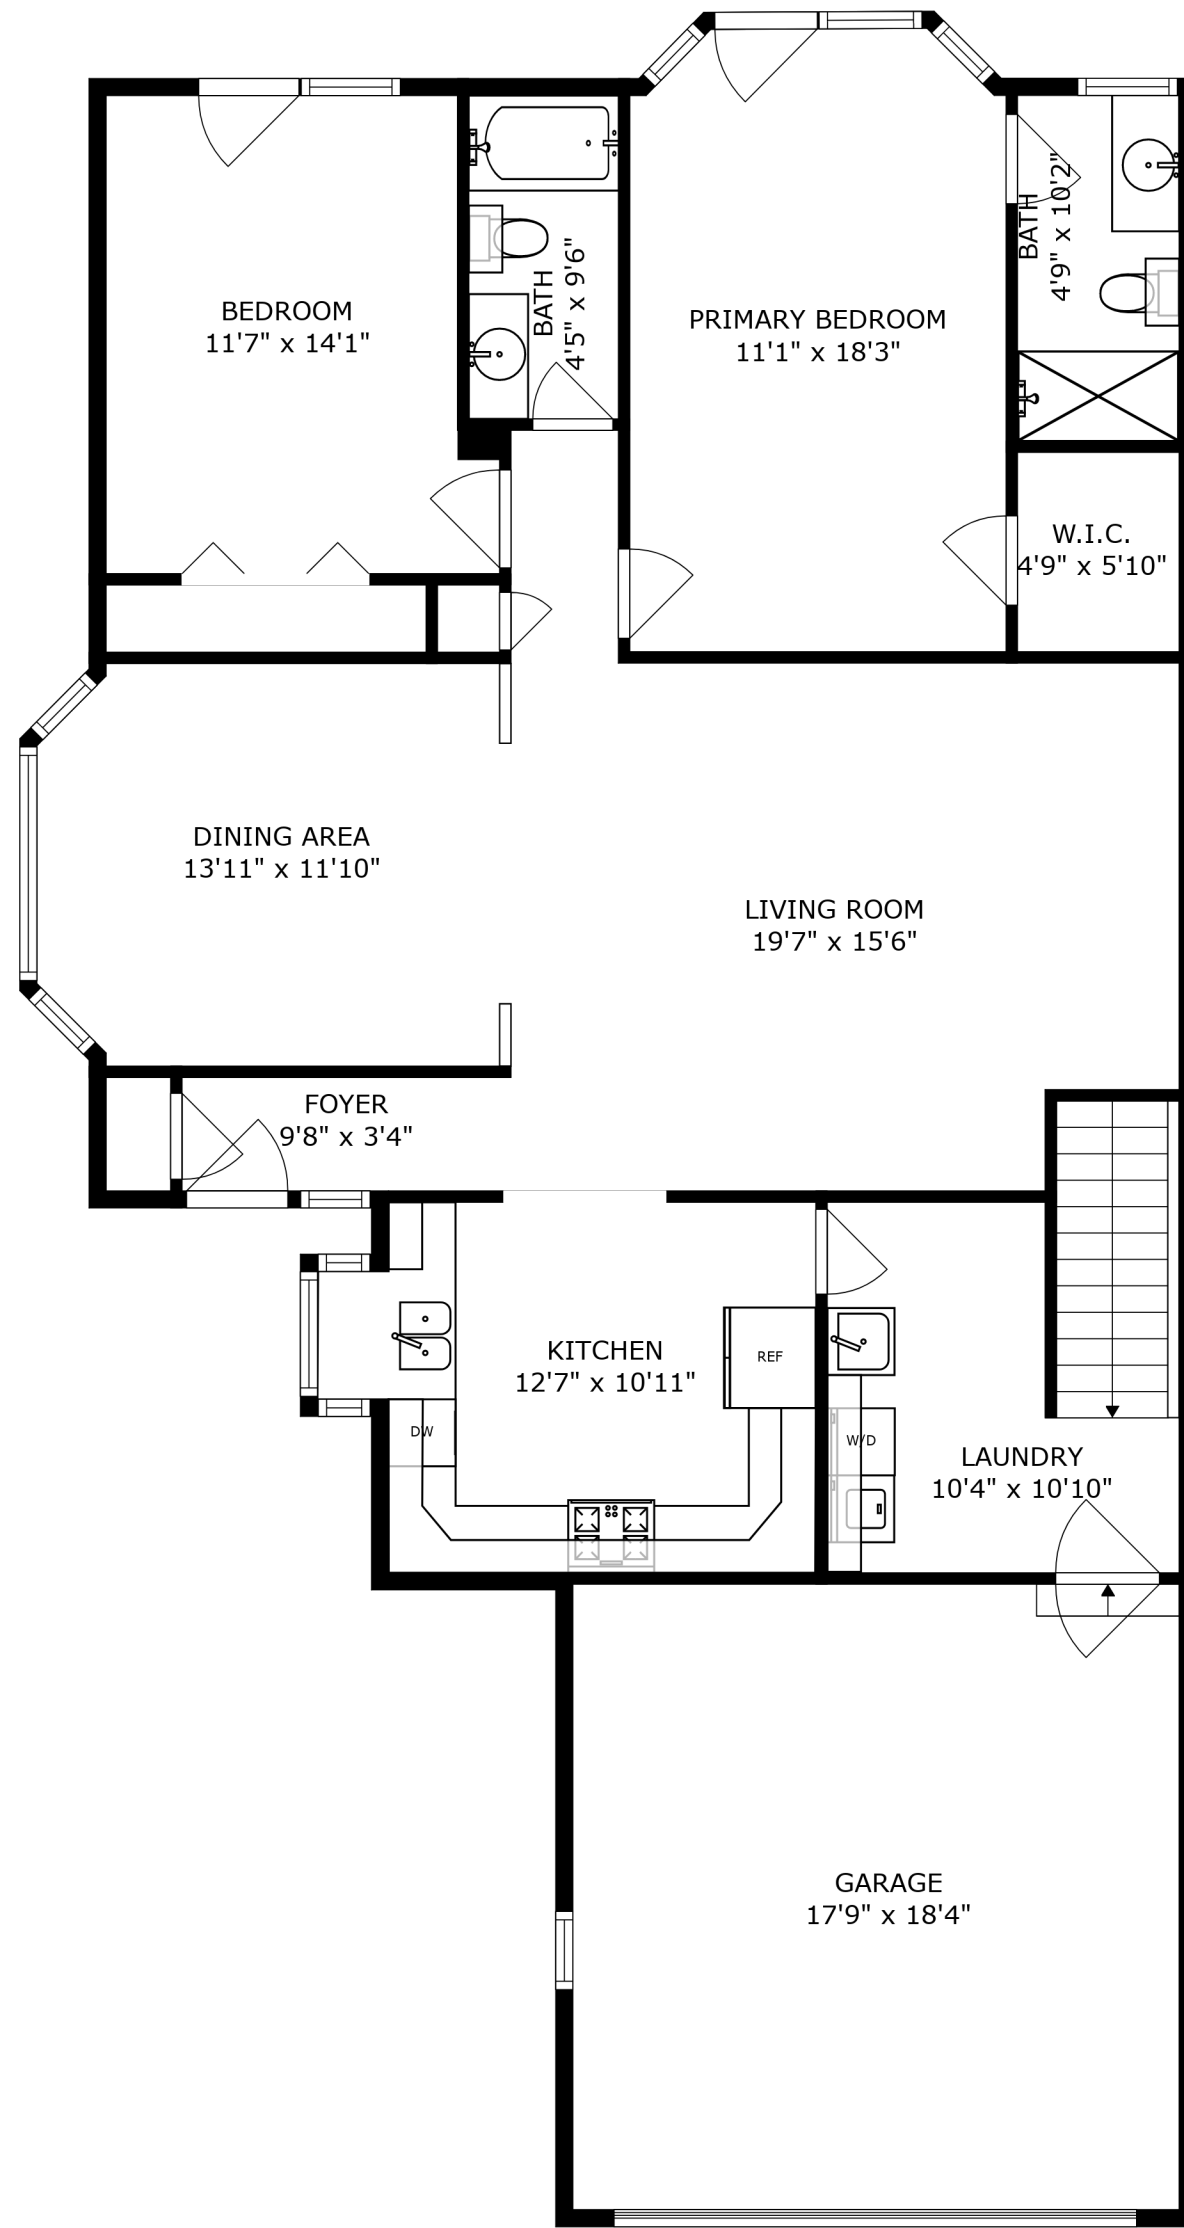 BATH
4'9" x 10'2"
BATH
4'5" x 9'6"
BEDROOM
11'7" x 14'1"
PRIMARY BEDROOM
11'1" x 18'3"
W.I.C.
4'9" x 5'10"
DINING AREA
13'11" x 11'10"
LIVING ROOM
19'7" x 15'6"
FOYER
9'8" x 3'4"
KITCHEN
12'7" x 10'11"
REF
DW
W/D
LAUNDRY
10'4" x 10'10"
GARAGE
17'9" x 18'4"